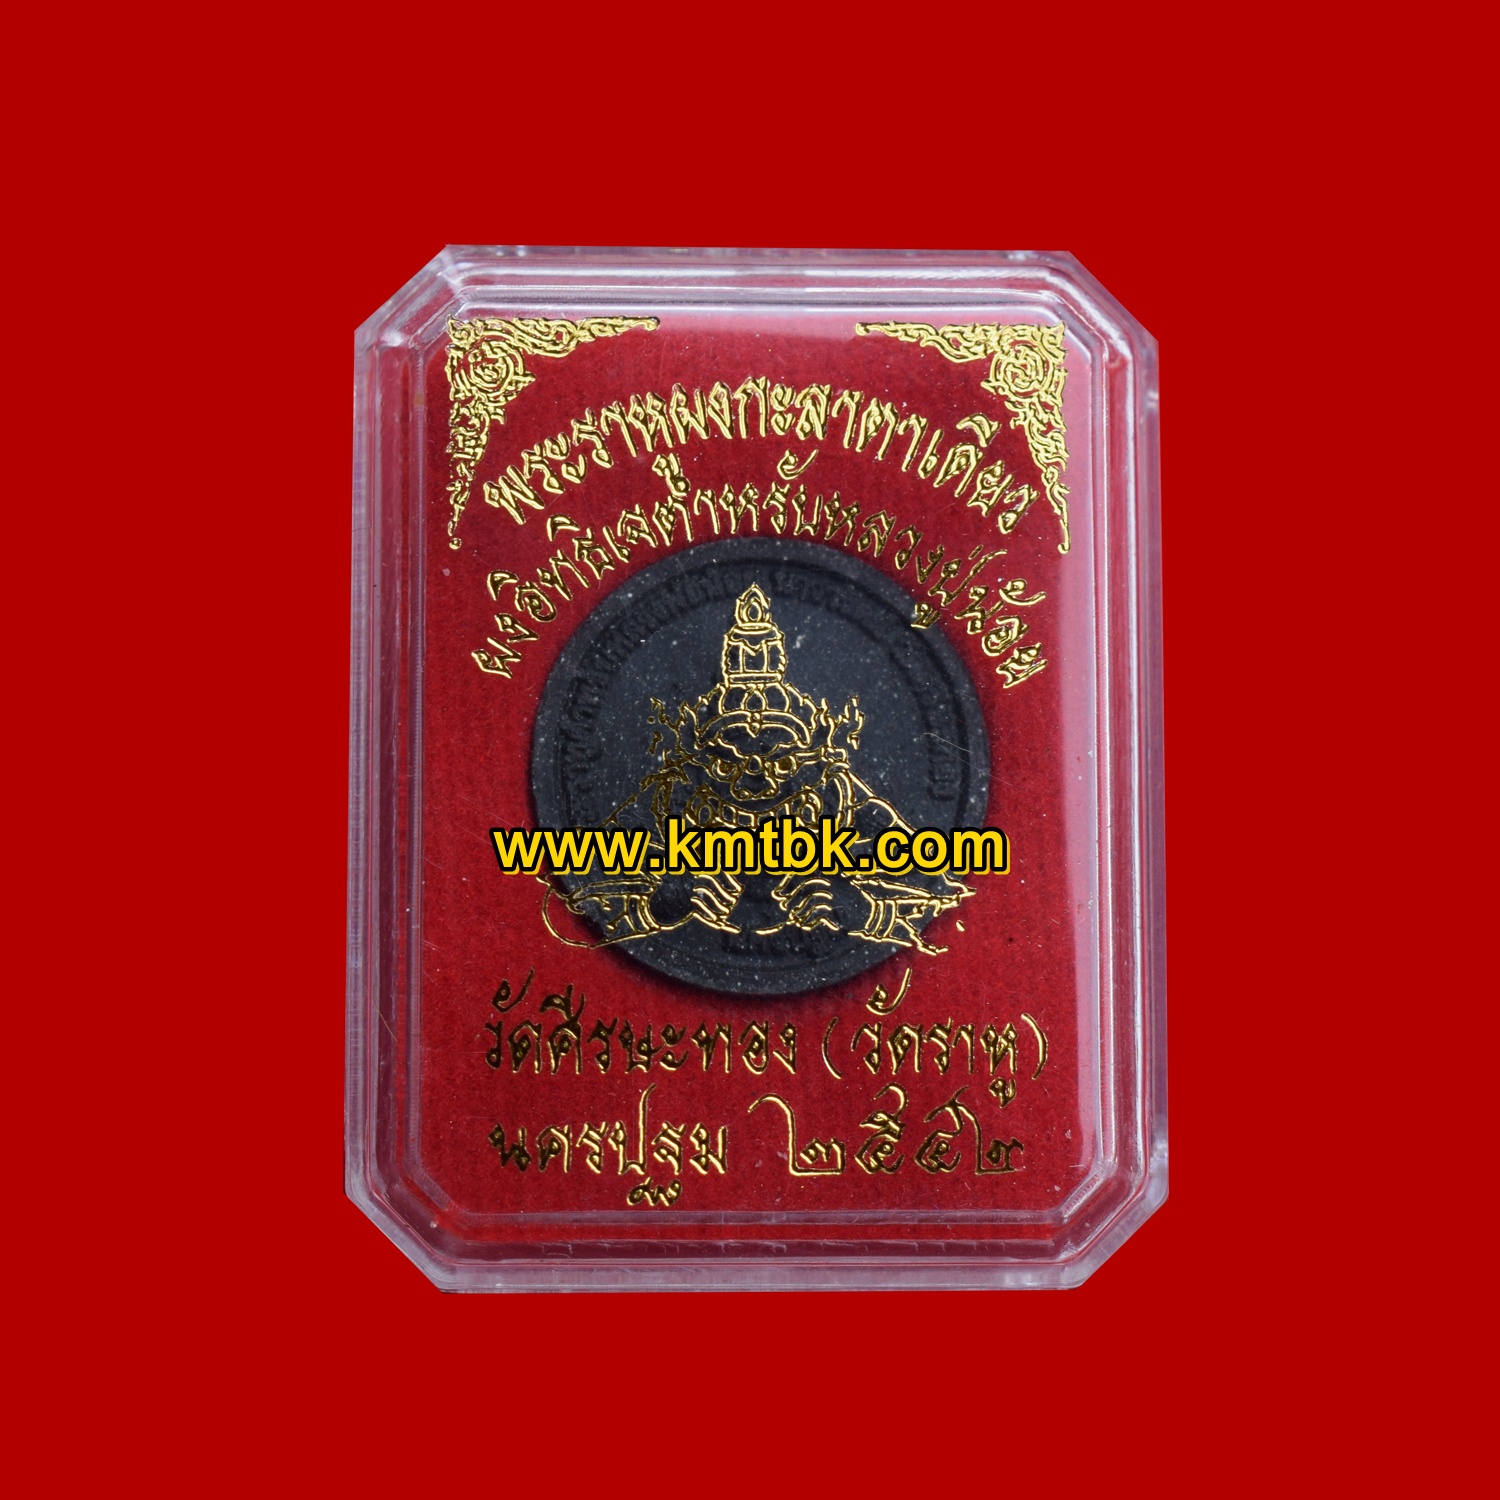 พระราหูผงกะลาตาเดียว
ผงอิทธิเจตำหรับหลวงปู่น้อย
www.kmtbk.com
วัดศีรษะทอง (วัดราหู)
นครปฐม ๒๕๕๒